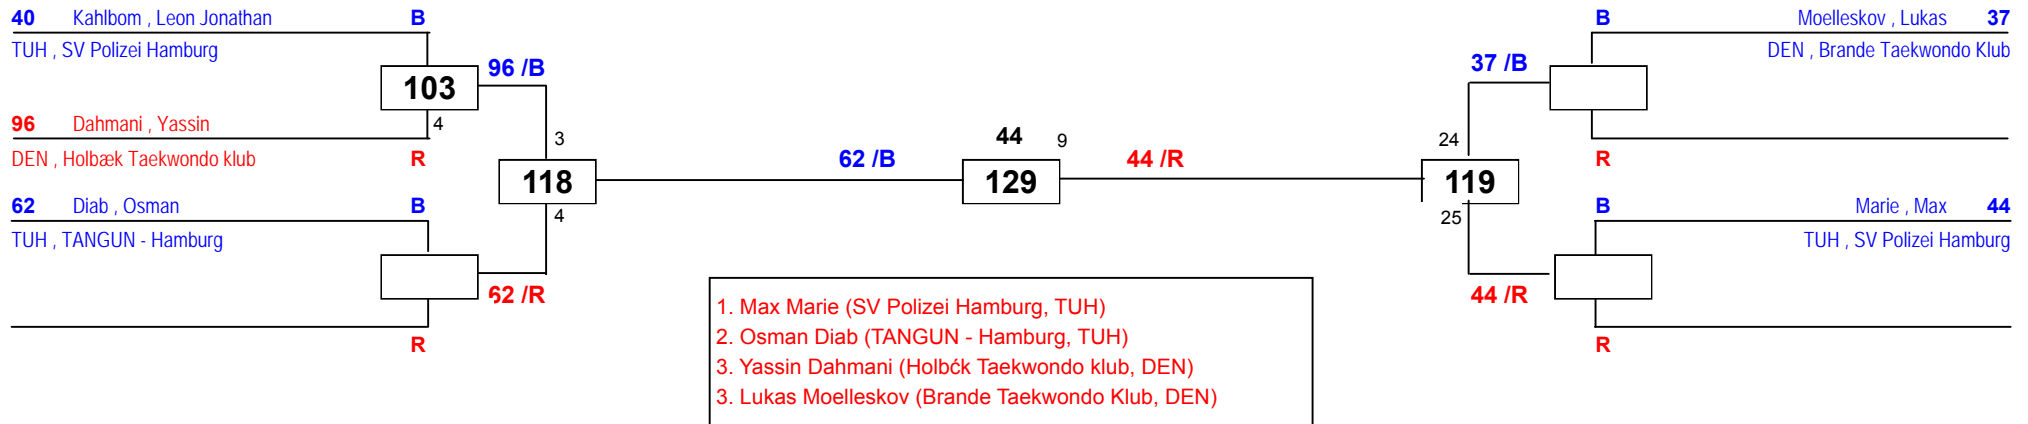 40 Kahlbom , Leon Jonathan B
TUH , SV Polizei Hamburg
103
96 /B
4
96 Dahmani , Yassin
DEN , Holbæk Taekwondo klub R
3
118
4
62 Diab , Osman B
TUH , TANGUN - Hamburg
62 /R
R
62 /B
44 9
129
44 /R
B Moelleskov , Lukas 37
DEN , Brande Taekwondo Klub
37 /B
24
R
119
25
B Marie , Max 44
TUH , SV Polizei Hamburg
44 /R
R
1. Max Marie (SV Polizei Hamburg, TUH)
2. Osman Diab (TANGUN - Hamburg, TUH)
3. Yassin Dahmani (Holbćk Taekwondo klub, DEN)
3. Lukas Moelleskov (Brande Taekwondo Klub, DEN)